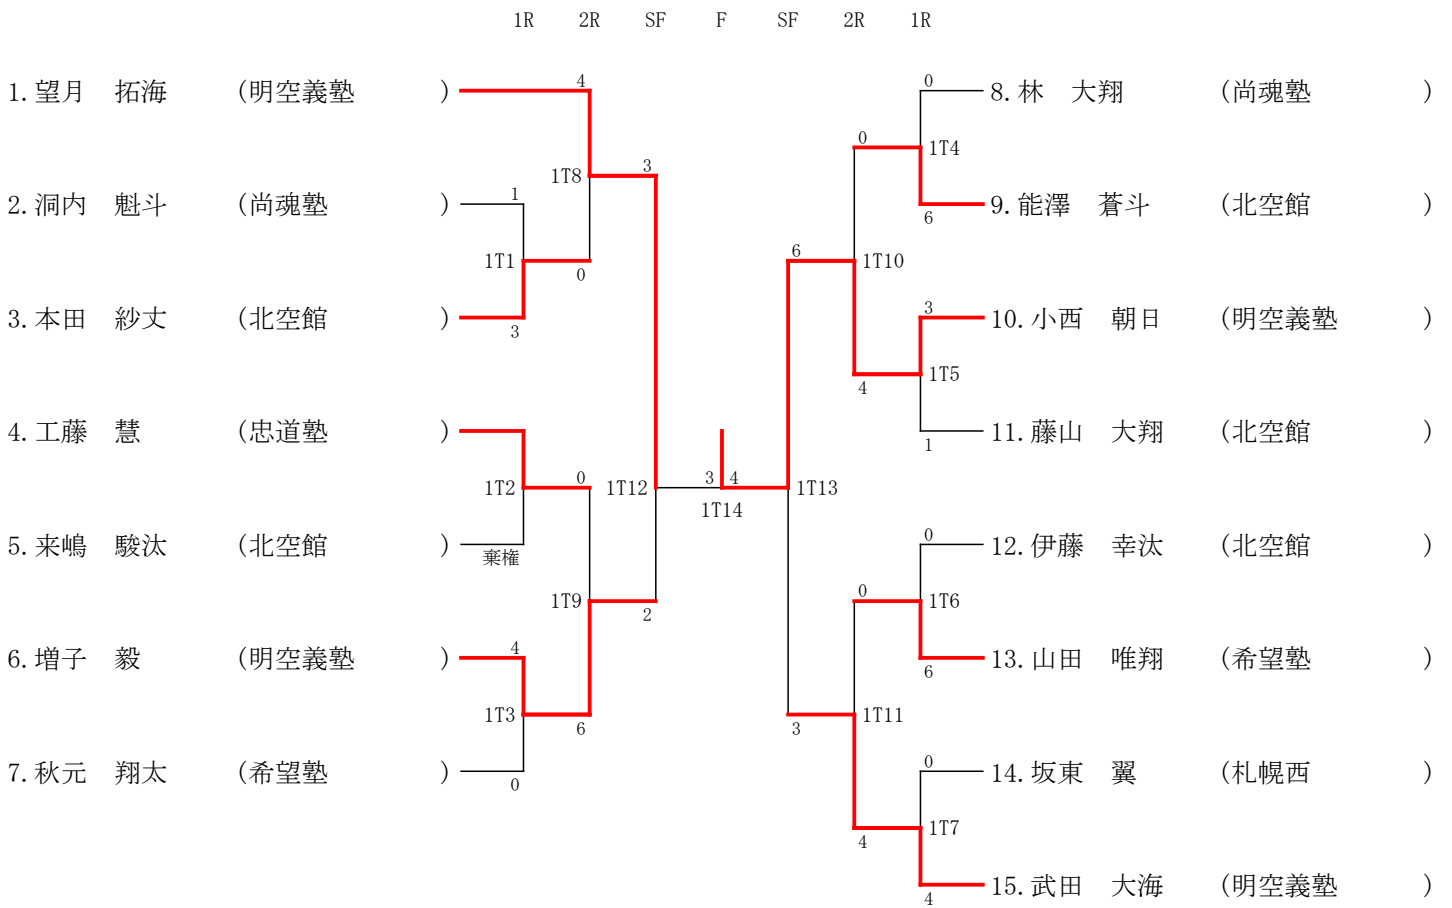 1R 2R SF F SF 2R 1R
1.望月 拓海 (明空義塾 ) 4 0 8.林 大翔 (尚魂塾 )
0 1T4
1T8 3
2.洞内 魁斗 (尚魂塾 ) 1 6 9.能澤 蒼斗 (北空館 )
1T1 0 6 1T10
3.本田 紗丈 (北空館 ) 3 3 10.小西 朝日 (明空義塾 )
4 1T5
4.工藤 慧 (忠道塾 ) 1 11.藤山 大翔 (北空館 )
1T2 0 1T12 3 4 1T13
1T14
5.来嶋 駿汰 (北空館 ) 棄権 0 12.伊藤 幸汰 (北空館 )
1T9 2 0 1T6
6.増子 毅 (明空義塾 ) 4 6 13.山田 唯翔 (希望塾 )
1T3 6 3 1T11
7.秋元 翔太 (希望塾 ) 0 0 14.坂東 翼 (札幌西 )
4 1T7
4 15.武田 大海 (明空義塾 )